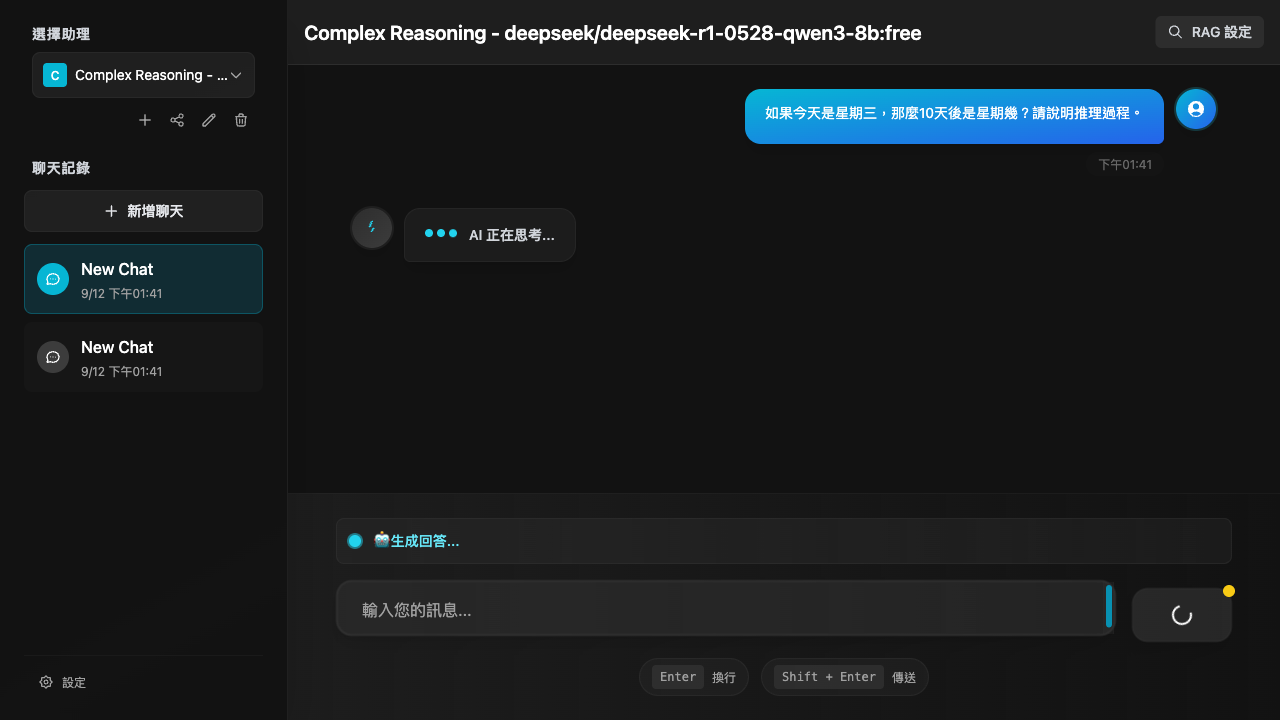 選擇助理
C Complex Reasoning - ...
聊天記錄
新增聊天
New Chat
9/12 下午01:41
New Chat
9/12 下午01:41
設定
Complex Reasoning - deepseek/deepseek-r1-0528-qwen3-8b:free
RAG 設定
如果今天是星期三，那麼10天後是星期幾？請說明推理過程。
下午01:41
AI 正在思考...
生成回答...
輸入您的訊息...
Enter 換行
Shift + Enter 傳送